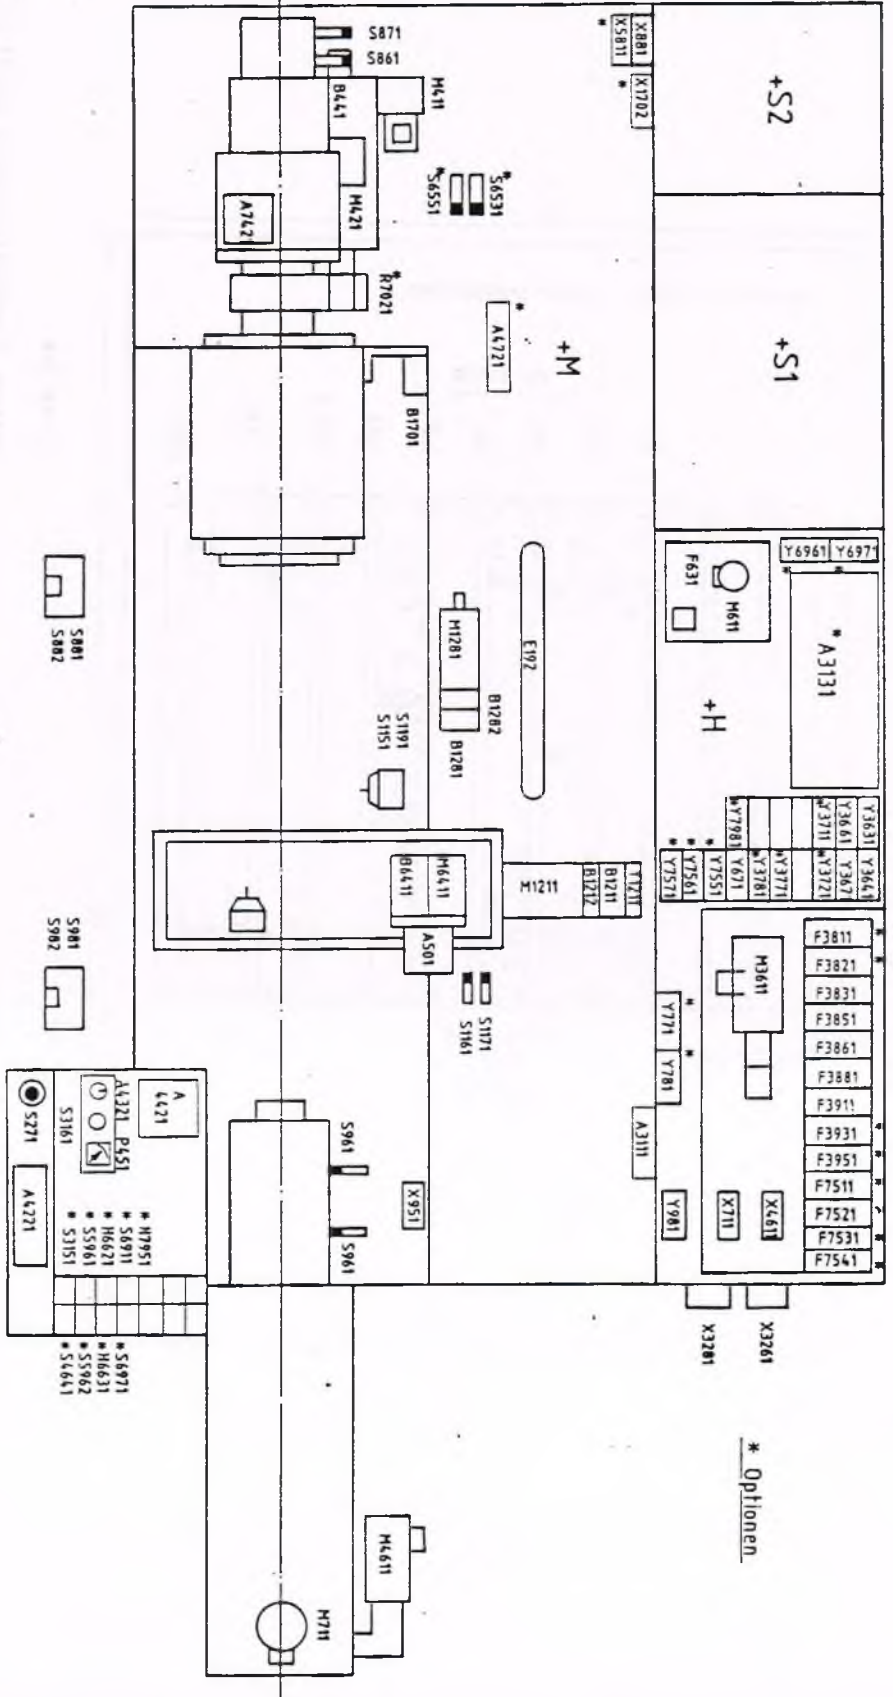 +S2
+S1
Y6961
Y6971
*
*
* A3131
M611
F631
+H
Y3631
Y3661
*Y3711
*Y7981
Y3641
Y3671
*Y3721
*Y3771
*Y3781
Y671
* Y7551
* Y7561
* Y7571
F3811 *
F3821 *
F3831
F3851
F3861
F3881
F3911
F3931 *
F3951 *
F7511 *
F7521
F7531 *
F7541 *
M3611
X4611
X711
* Y771
* Y781
Y981
A3111
X3261
X3281
* Optionen
X881
X5811
*
X1702
*
+M
*
A4721
S6531
*
S6551
*
E192
M1281
B1282
B1281
M1211
Y1211
B1211
B1212
S1171
S1161
S871
S861
M411
B441
M421
A7421
*
R7021
B1701
S1191
S1151
M6411
B6411
A501
S961
S961
X951
M4611
M711
S881
S882
S981
S982
A
4421
A4321
P451
S3161
S271
A4221
* H7951
* S6911
* H6621
* S5961
* S3151
*S6971
*H6631
*S5962
*S4641